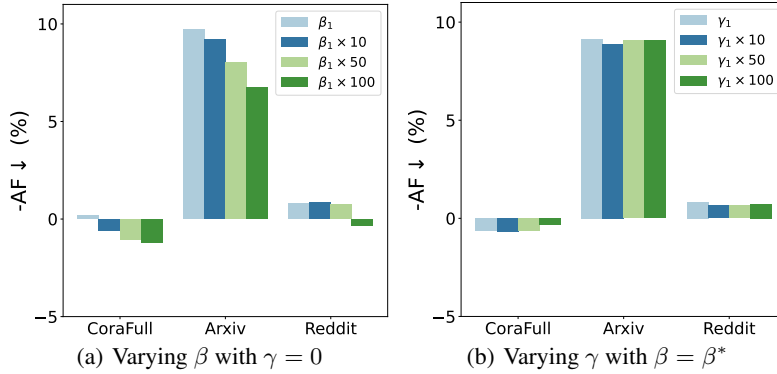 10
5
0
−5
-AF ↓ (%)
β₁
β₁ × 10
β₁ × 50
β₁ × 100
CoraFull Arxiv Reddit
(a) Varying β with γ = 0
10
5
0
−5
-AF ↓ (%)
γ₁
γ₁ × 10
γ₁ × 50
γ₁ × 100
CoraFull Arxiv Reddit
(b) Varying γ with β = β*